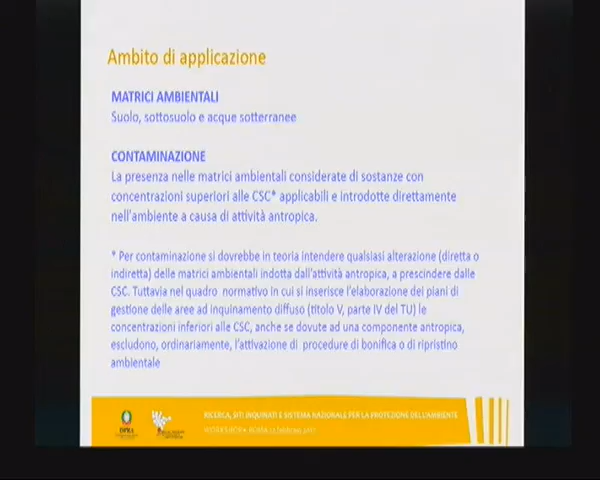 Ambito di applicazione
MATRICI AMBIENTALI
Suolo, sottosuolo e acque sotterranee
CONTAMINAZIONE
La presenza nelle matrici ambientali considerate di sostanze con
concentrazioni superiori alle CSC* applicabili e introdotte direttamente
nell'ambiente a causa di attività antropica.
* Per contaminazione si dovrebbe in teoria intendere qualsiasi alterazione (diretta o
indiretta) delle matrici ambientali indotta dall'attività antropica, a prescindere dalle
CSC. Tuttavia nel quadro normativo in cui si inserisce l'elaborazione dei piani di
gestione delle aree ad inquinamento diffuso (titolo V, parte IV del TU) le
concentrazioni inferiori alle CSC, anche se dovute ad una componente antropica,
escludono, ordinariamente, l'attivazione di procedure di bonifica o di ripristino
ambientale
RICERCA, SITI INQUINATI E SISTEMA NAZIONALE PER LA PROTEZIONE DELL'AMBIENTE
ISPRA